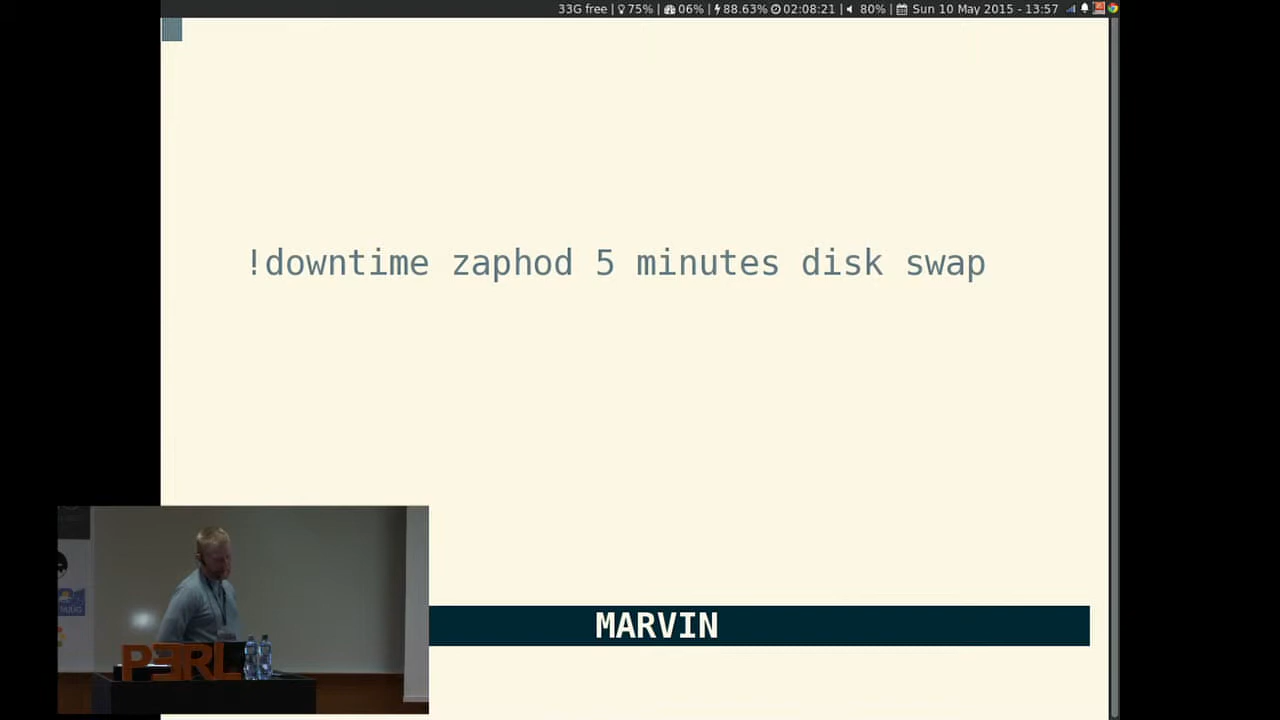 33G free | 75% | 06% | 88.63% 02:08:21 | 80% | Sun 10 May 2015 - 13:57
!downtime zaphod 5 minutes disk swap
MARVIN
NUUG
PERL